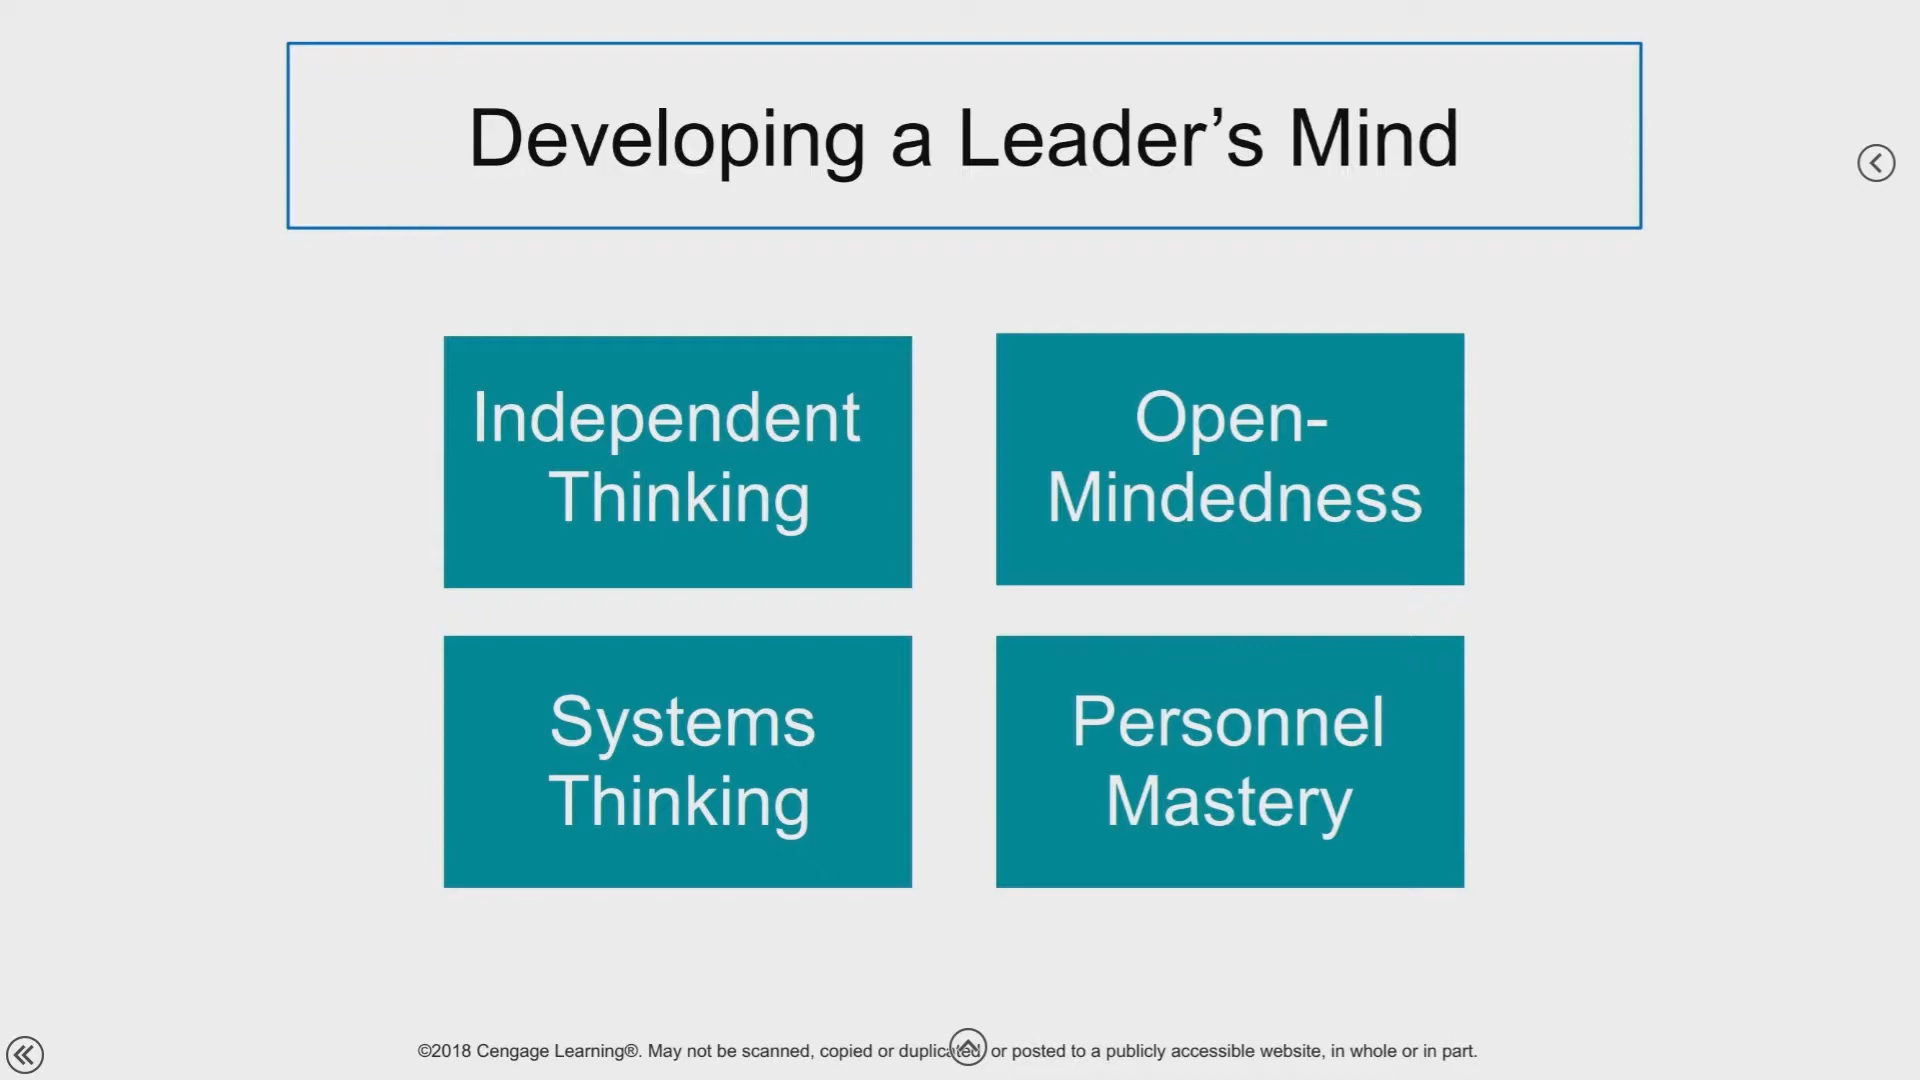 Developing a Leader’s Mind
Independent
Thinking
Open-
Mindedness
Systems
Thinking
Personnel
Mastery
©2018 Cengage Learning®. May not be scanned, copied or duplicated, or posted to a publicly accessible website, in whole or in part.